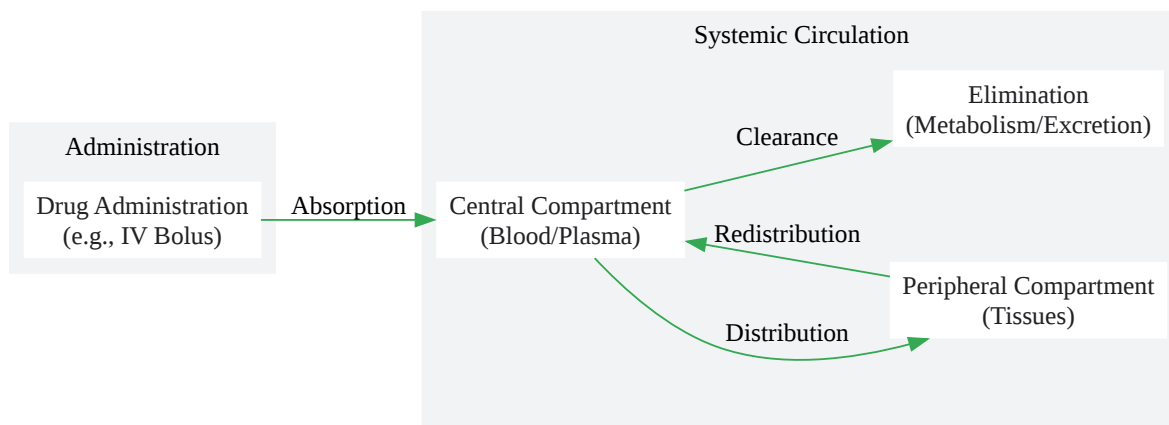 Systemic Circulation
Elimination
(Metabolism/Excretion)
Clearance
Administration
Drug Administration
(e.g., IV Bolus)
Absorption
Central Compartment
(Blood/Plasma)
Redistribution
Peripheral Compartment
(Tissues)
Distribution